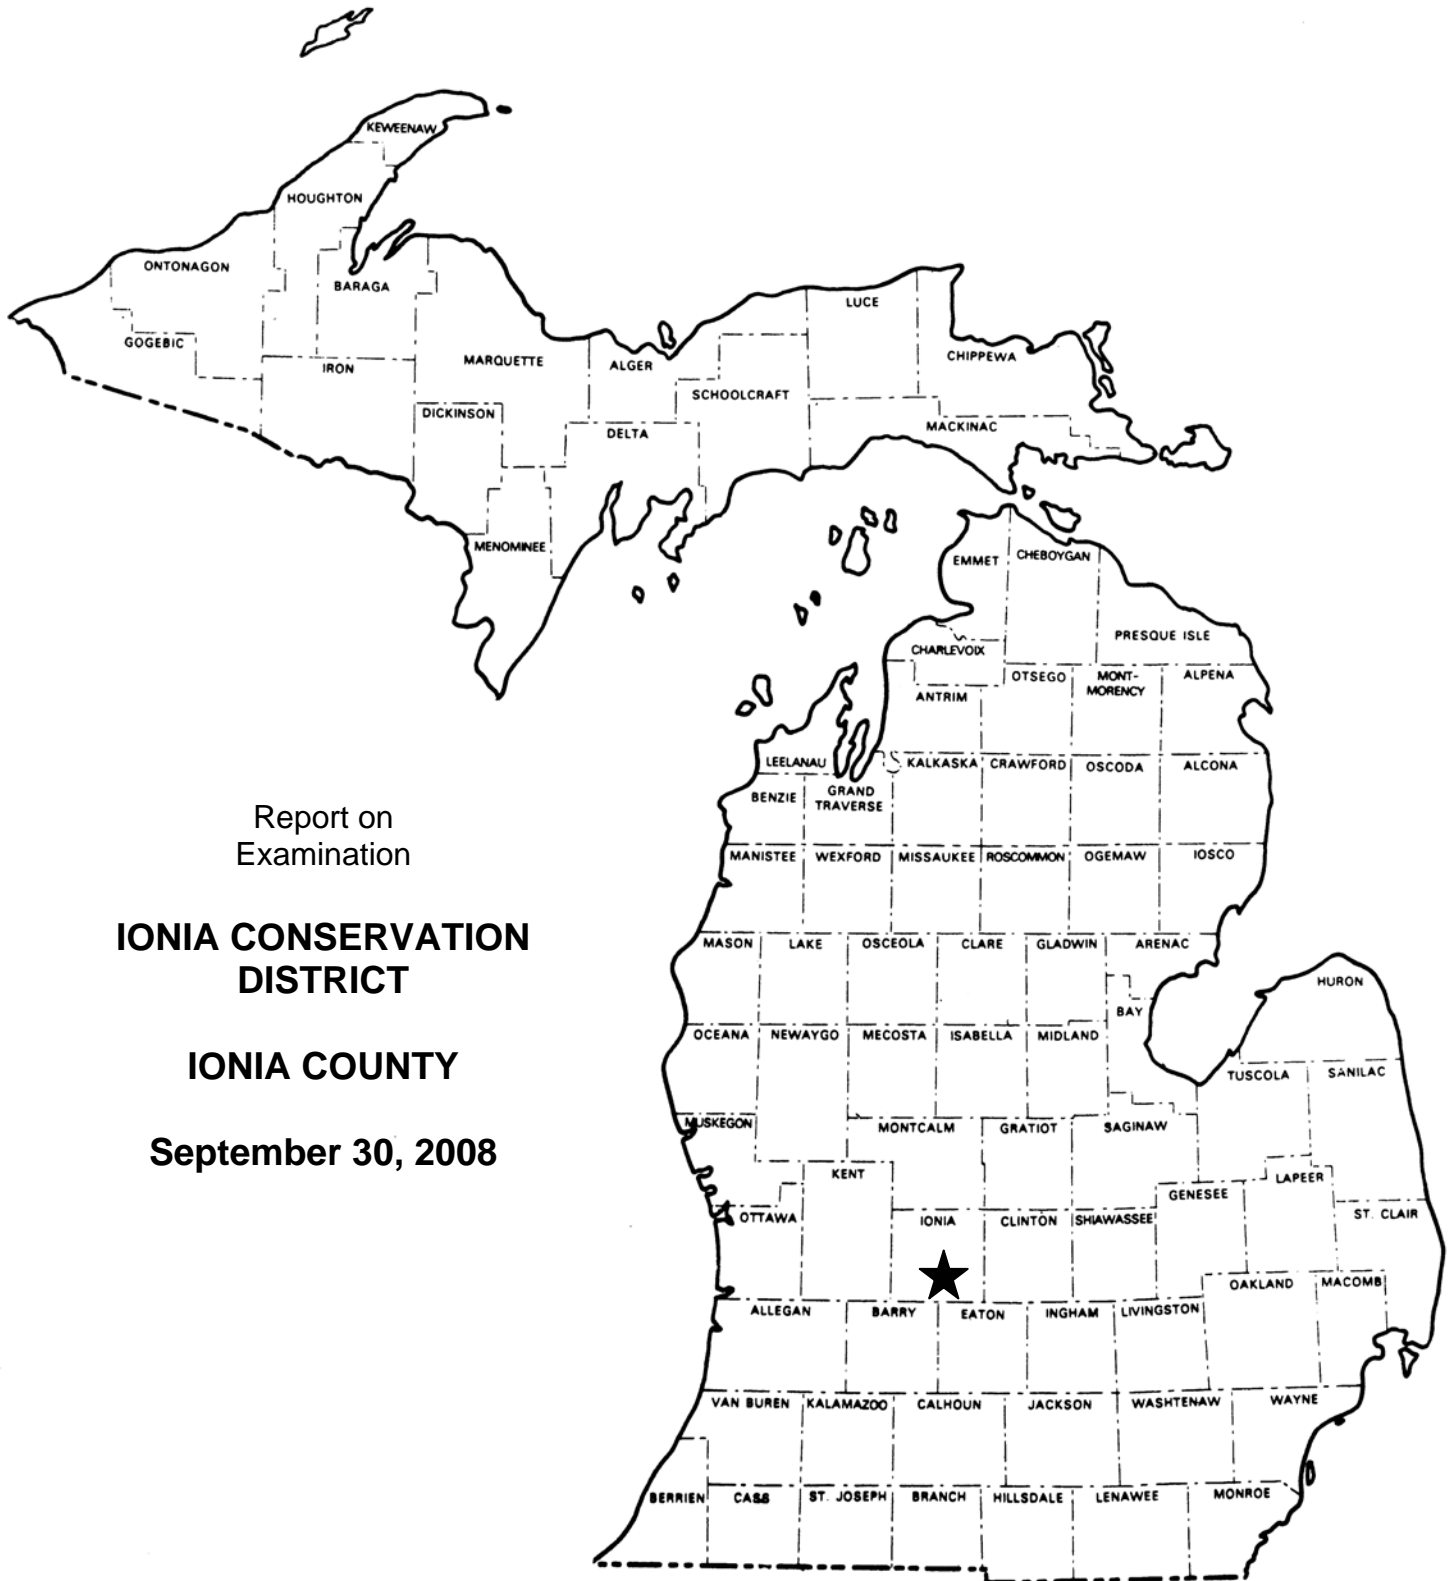 KEWEENAW
HOUGHTON
ONTONAGON
BARAGA
LUCE
GOGEBIC
IRON
MARQUETTE
ALGER
CHIPPEWA
SCHOOLCRAFT
DICKINSON
DELTA
MACKINAC
MENOMINEE
EMMET
CHEBOYGAN
PRESQUE ISLE
CHARLEVOIX
OTSEGO
MONT-
MORENCY
ALPENA
ANTRIM
LEELANAU
KALKASKA
CRAWFORD
OSCODA
ALCONA
BENZIE
GRAND
TRAVERSE
Report on
Examination
MANISTEE
WEXFORD
MISSAUKEE
ROSCOMMON
OGEMAW
IOSCO
IONIA CONSERVATION
DISTRICT
MASON
LAKE
OSCEOLA
CLARE
GLADWIN
ARENAC
HURON
BAY
OCEANA
NEWAYGO
MECOSTA
ISABELLA
MIDLAND
IONIA COUNTY
TUSCOLA
SANILAC
MUSKEGON
MONTCALM
GRATIOT
SAGINAW
September 30, 2008
KENT
GENESEE
LAPEER
OTTAWA
IONIA
CLINTON
SHIAWASSEE
ST. CLAIR
OAKLAND
MACOMB
ALLEGAN
BARRY
EATON
INGHAM
LIVINGSTON
VAN BUREN
KALAMAZOO
CALHOUN
JACKSON
WASHTENAW
WAYNE
BERRIEN
CASS
ST. JOSEPH
BRANCH
HILLSDALE
LENAWEE
MONROE